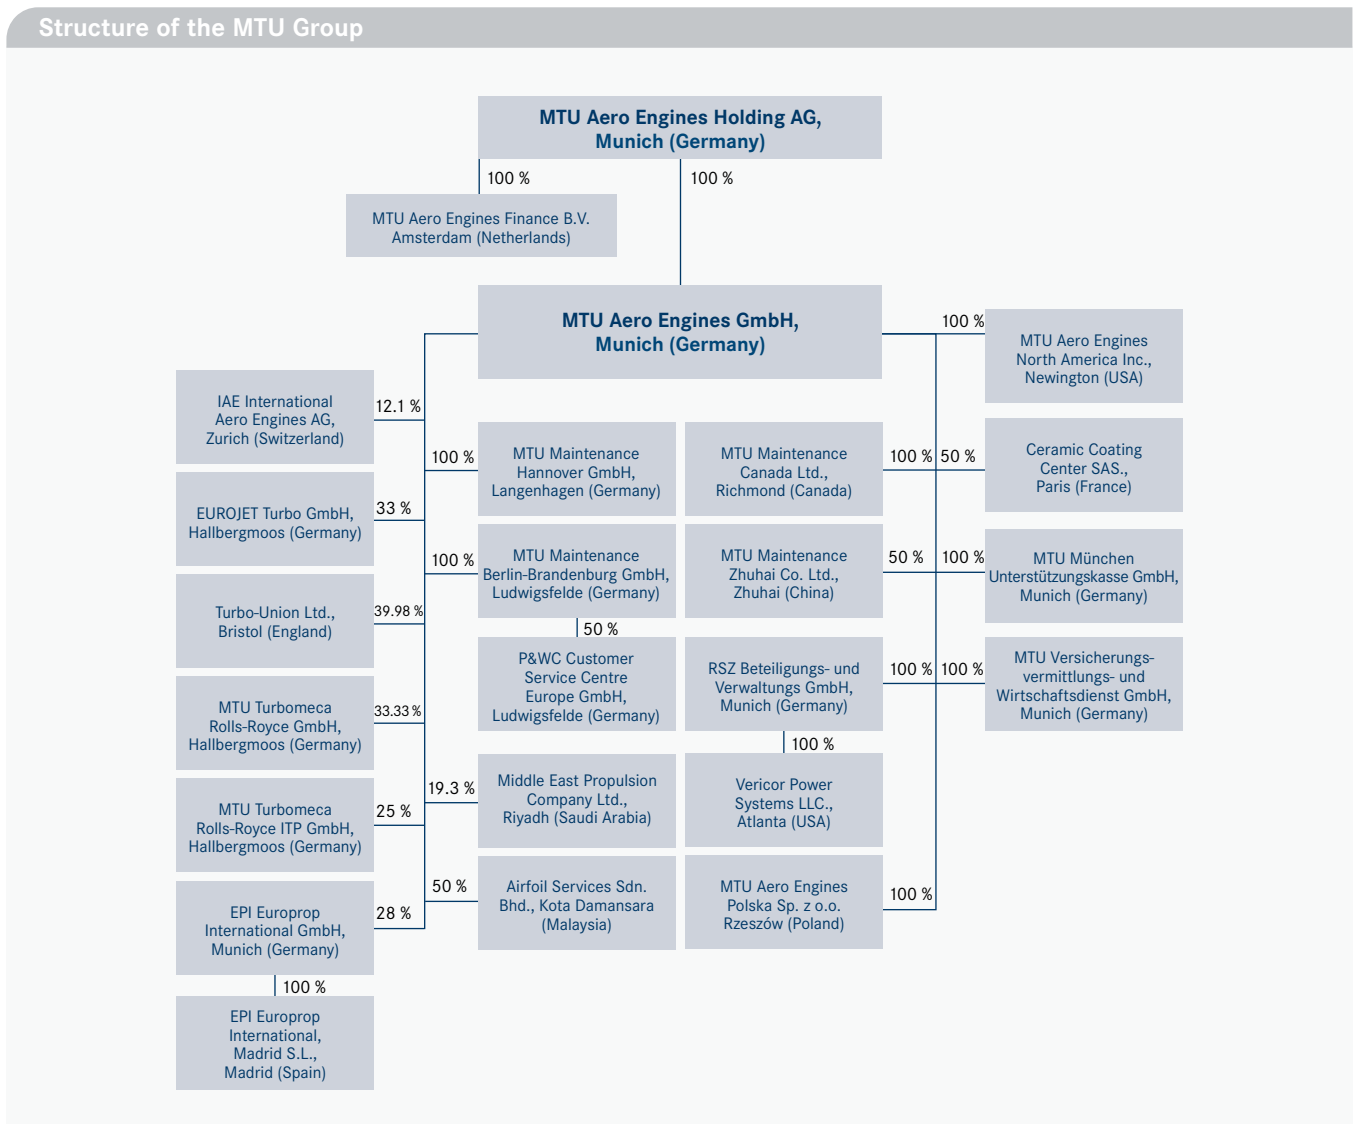 Structure of the MTU Group
MTU Aero Engines Holding AG,
Munich (Germany)
100 %
100 %
MTU Aero Engines Finance B.V.
Amsterdam (Netherlands)
MTU Aero Engines GmbH,
Munich (Germany)
100 %
MTU Aero Engines
North America Inc.,
Newington (USA)
IAE International
Aero Engines AG,
Zurich (Switzerland)
12.1 %
100 %
MTU Maintenance
Hannover GmbH,
Langenhagen (Germany)
MTU Maintenance
Canada Ltd.,
Richmond (Canada)
100 %
50 %
Ceramic Coating
Center SAS.,
Paris (France)
EUROJET Turbo GmbH,
Hallbergmoos (Germany)
33 %
100 %
MTU Maintenance
Berlin-Brandenburg GmbH,
Ludwigsfelde (Germany)
MTU Maintenance
Zhuhai Co. Ltd.,
Zhuhai (China)
50 %
100 %
MTU München
Unterstützungskasse GmbH,
Munich (Germany)
Turbo-Union Ltd.,
Bristol (England)
39.98 %
50 %
P&WC Customer
Service Centre
Europe GmbH,
Ludwigsfelde (Germany)
RSZ Beteiligungs- und
Verwaltungs GmbH,
Munich (Germany)
100 %
100 %
MTU Versicherungs-
vermittlungs- und
Wirtschaftsdienst GmbH,
Munich (Germany)
MTU Turbomeca
Rolls-Royce GmbH,
Hallbergmoos (Germany)
33.33 %
100 %
19.3 %
Middle East Propulsion
Company Ltd.,
Riyadh (Saudi Arabia)
Vericor Power
Systems LLC.,
Atlanta (USA)
MTU Turbomeca
Rolls-Royce ITP GmbH,
Hallbergmoos (Germany)
25 %
50 %
Airfoil Services Sdn.
Bhd., Kota Damansara
(Malaysia)
MTU Aero Engines
Polska Sp. z o.o.
Rzeszów (Poland)
100 %
EPI Europrop
International GmbH,
Munich (Germany)
28 %
100 %
EPI Europrop
International,
Madrid S.L.,
Madrid (Spain)